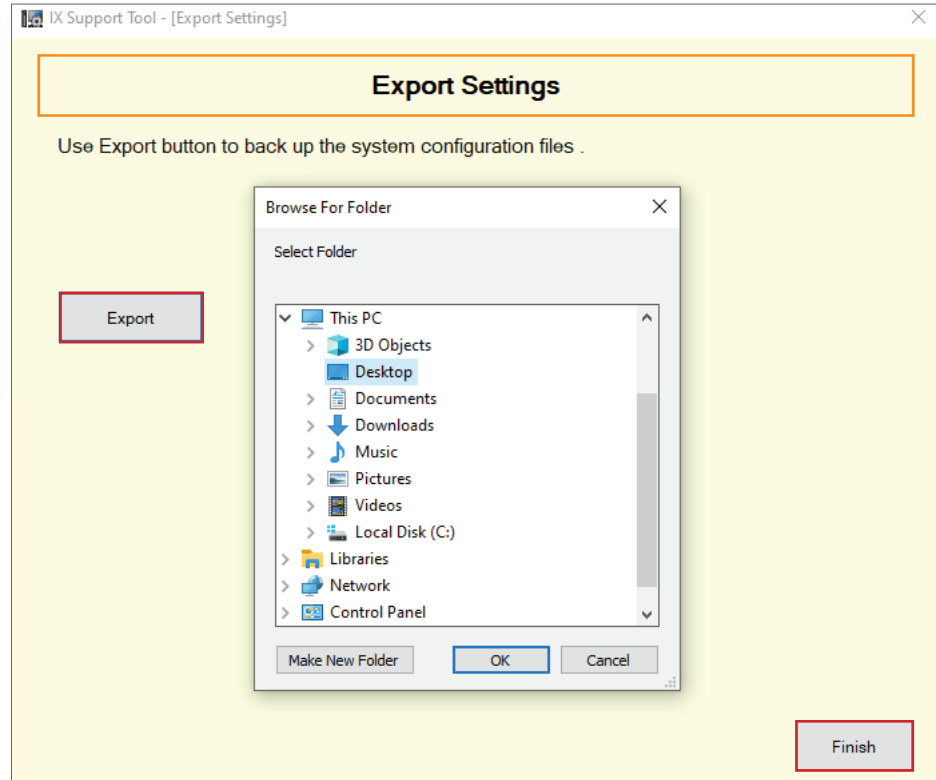 IX Support Tool - [Export Settings]
Export Settings
Use Export button to back up the system configuration files .
Browse For Folder
Select Folder
Export
This PC
3D Objects
Desktop
Documents
Downloads
Music
Pictures
Videos
Local Disk (C:)
Libraries
Network
Control Panel
Make New Folder
OK
Cancel
Finish